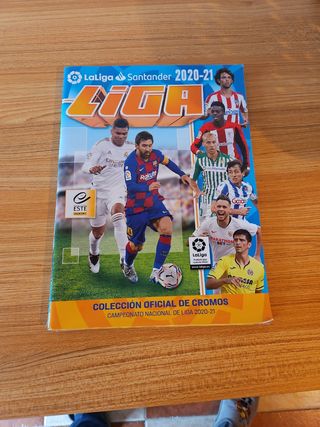 LaLiga Santander 2020-21
LIGA
ESTE
LaLiga
COLECCIÓN OFICIAL DE CROMOS
CAMPEONATO NACIONAL DE LIGA 2020-21